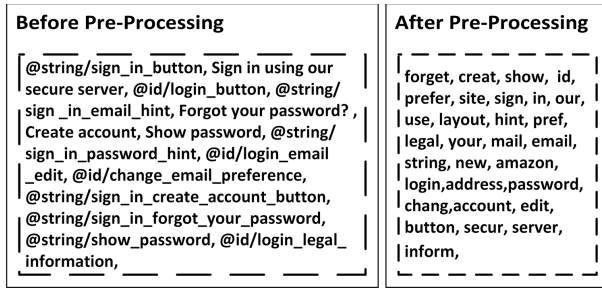 Before Pre-Processing
@string/sign_in_button, Sign in using our
secure server, @id/login_button, @string/
sign _in_email_hint, Forgot your password? ,
Create account, Show password, @string/
sign_in_password_hint, @id/login_email
_edit, @id/change_email_preference,
@string/sign_in_create_account_button,
@string/sign_in_forgot_your_password,
@string/show_password, @id/login_legal_
information,
After Pre-Processing
forget, creat, show, id,
prefer, site, sign, in, our,
use, layout, hint, pref,
legal, your, mail, email,
string, new, amazon,
login,address,password,
chang,account, edit,
button, secur, server,
inform,